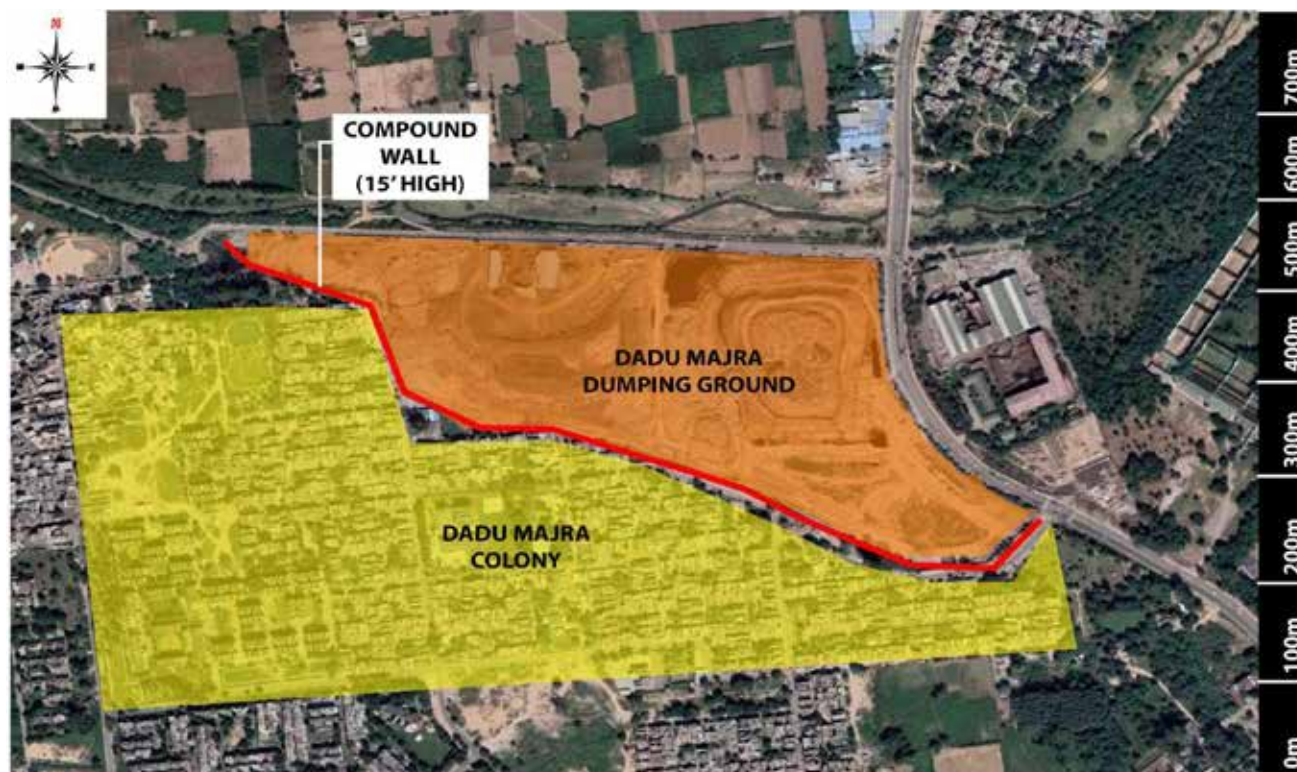 N
E
COMPOUND
WALL
(15' HIGH)
DADU MAJRA
DUMPING GROUND
DADU MAJRA
COLONY
700m
600m
500m
400m
300m
200m
100m
0m